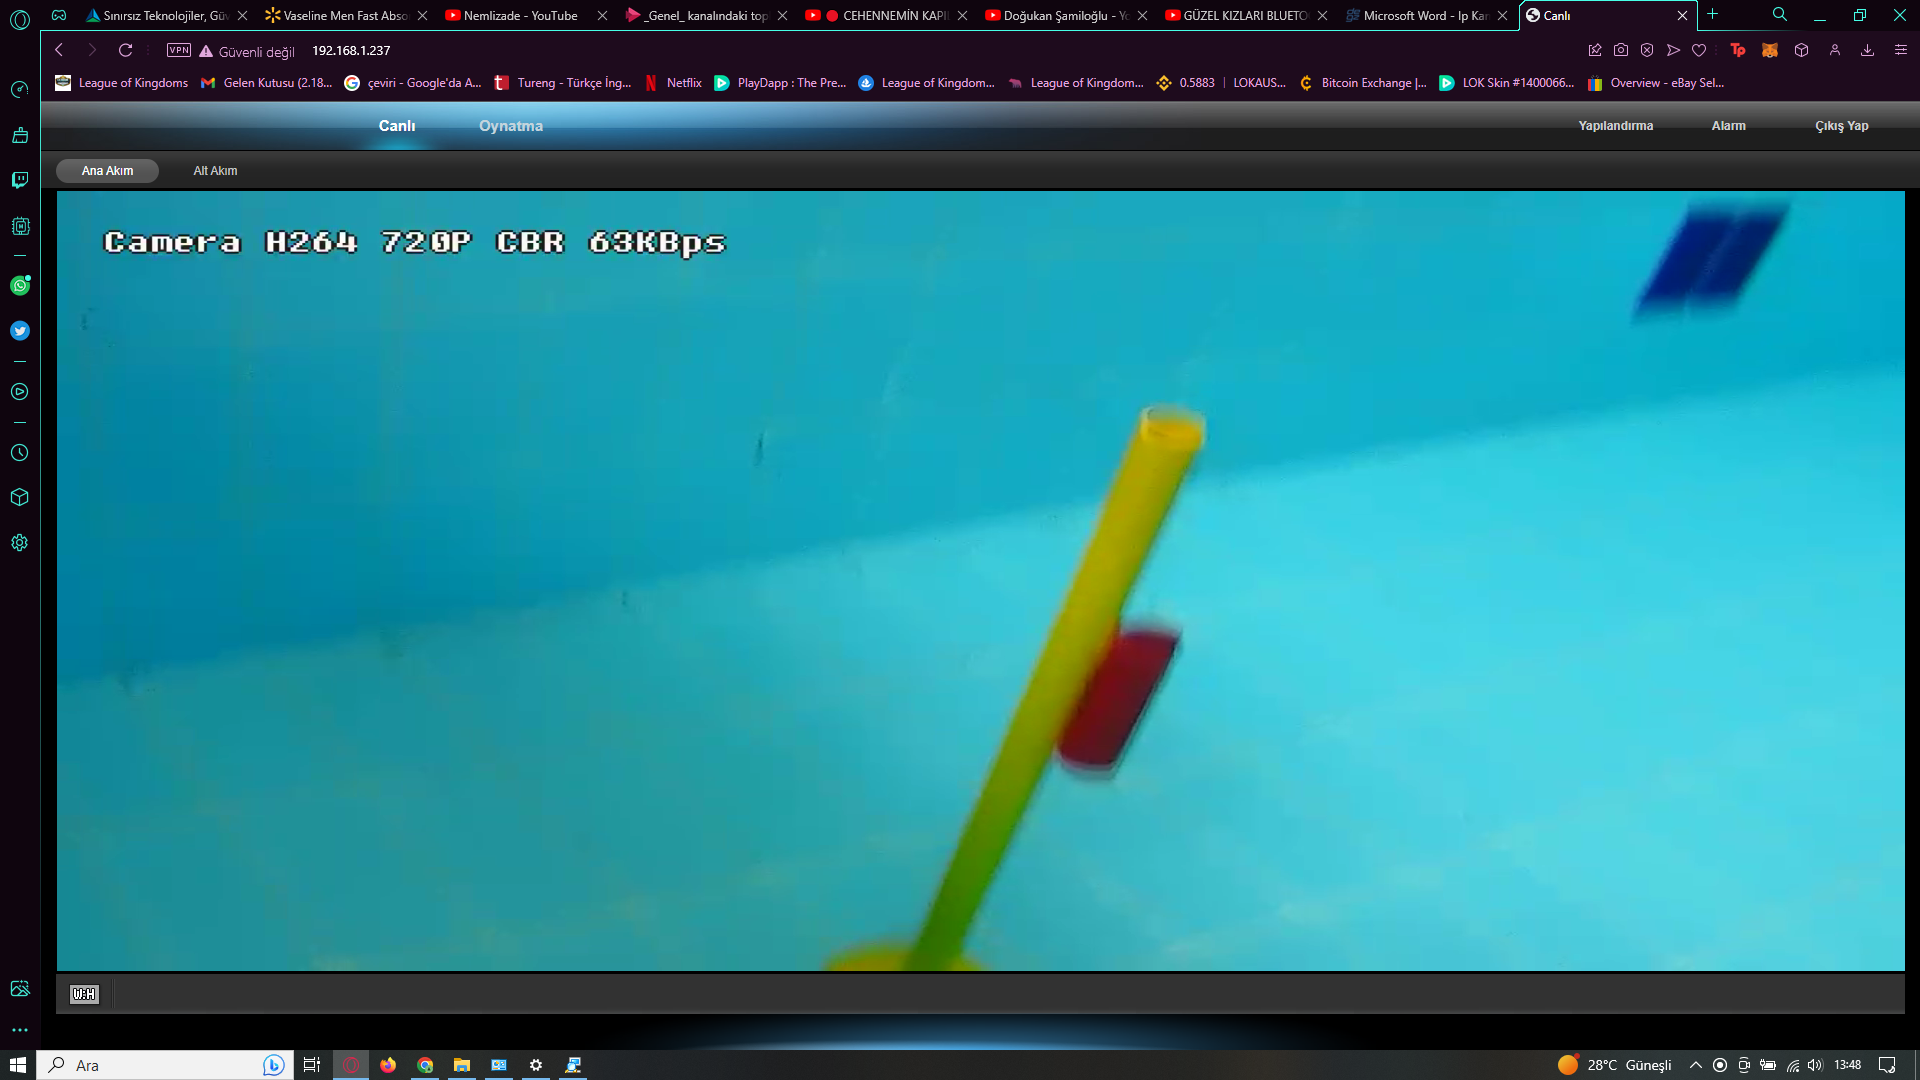 Sınırsız Teknolojiler, Gü
Vaseline Men Fast Abso
Nemlizade - YouTube
_Genel_ kanalındaki top
CEHENNEMİN KAPI
Doğukan Şamiloğlu - Yo
GÜZEL KIZLARI BLUETO
Microsoft Word - Ip Kam
Canlı
VPN
Güvenli değil
192.168.1.237
League of Kingdoms
Gelen Kutusu (2.18...
çeviri - Google'da A...
Tureng - Türkçe İng...
Netflix
PlayDapp : The Pre...
League of Kingdom...
League of Kingdom...
0.5883 | LOKAUS...
Bitcoin Exchange |...
LOK Skin #1400066...
Overview - eBay Sel...
Canlı
Oynatma
Yapılandırma
Alarm
Çıkış Yap
Ana Akım
Alt Akım
Camera H264 720P CBR 63KBps
W:H
Ara
28°C Güneşli
13:48